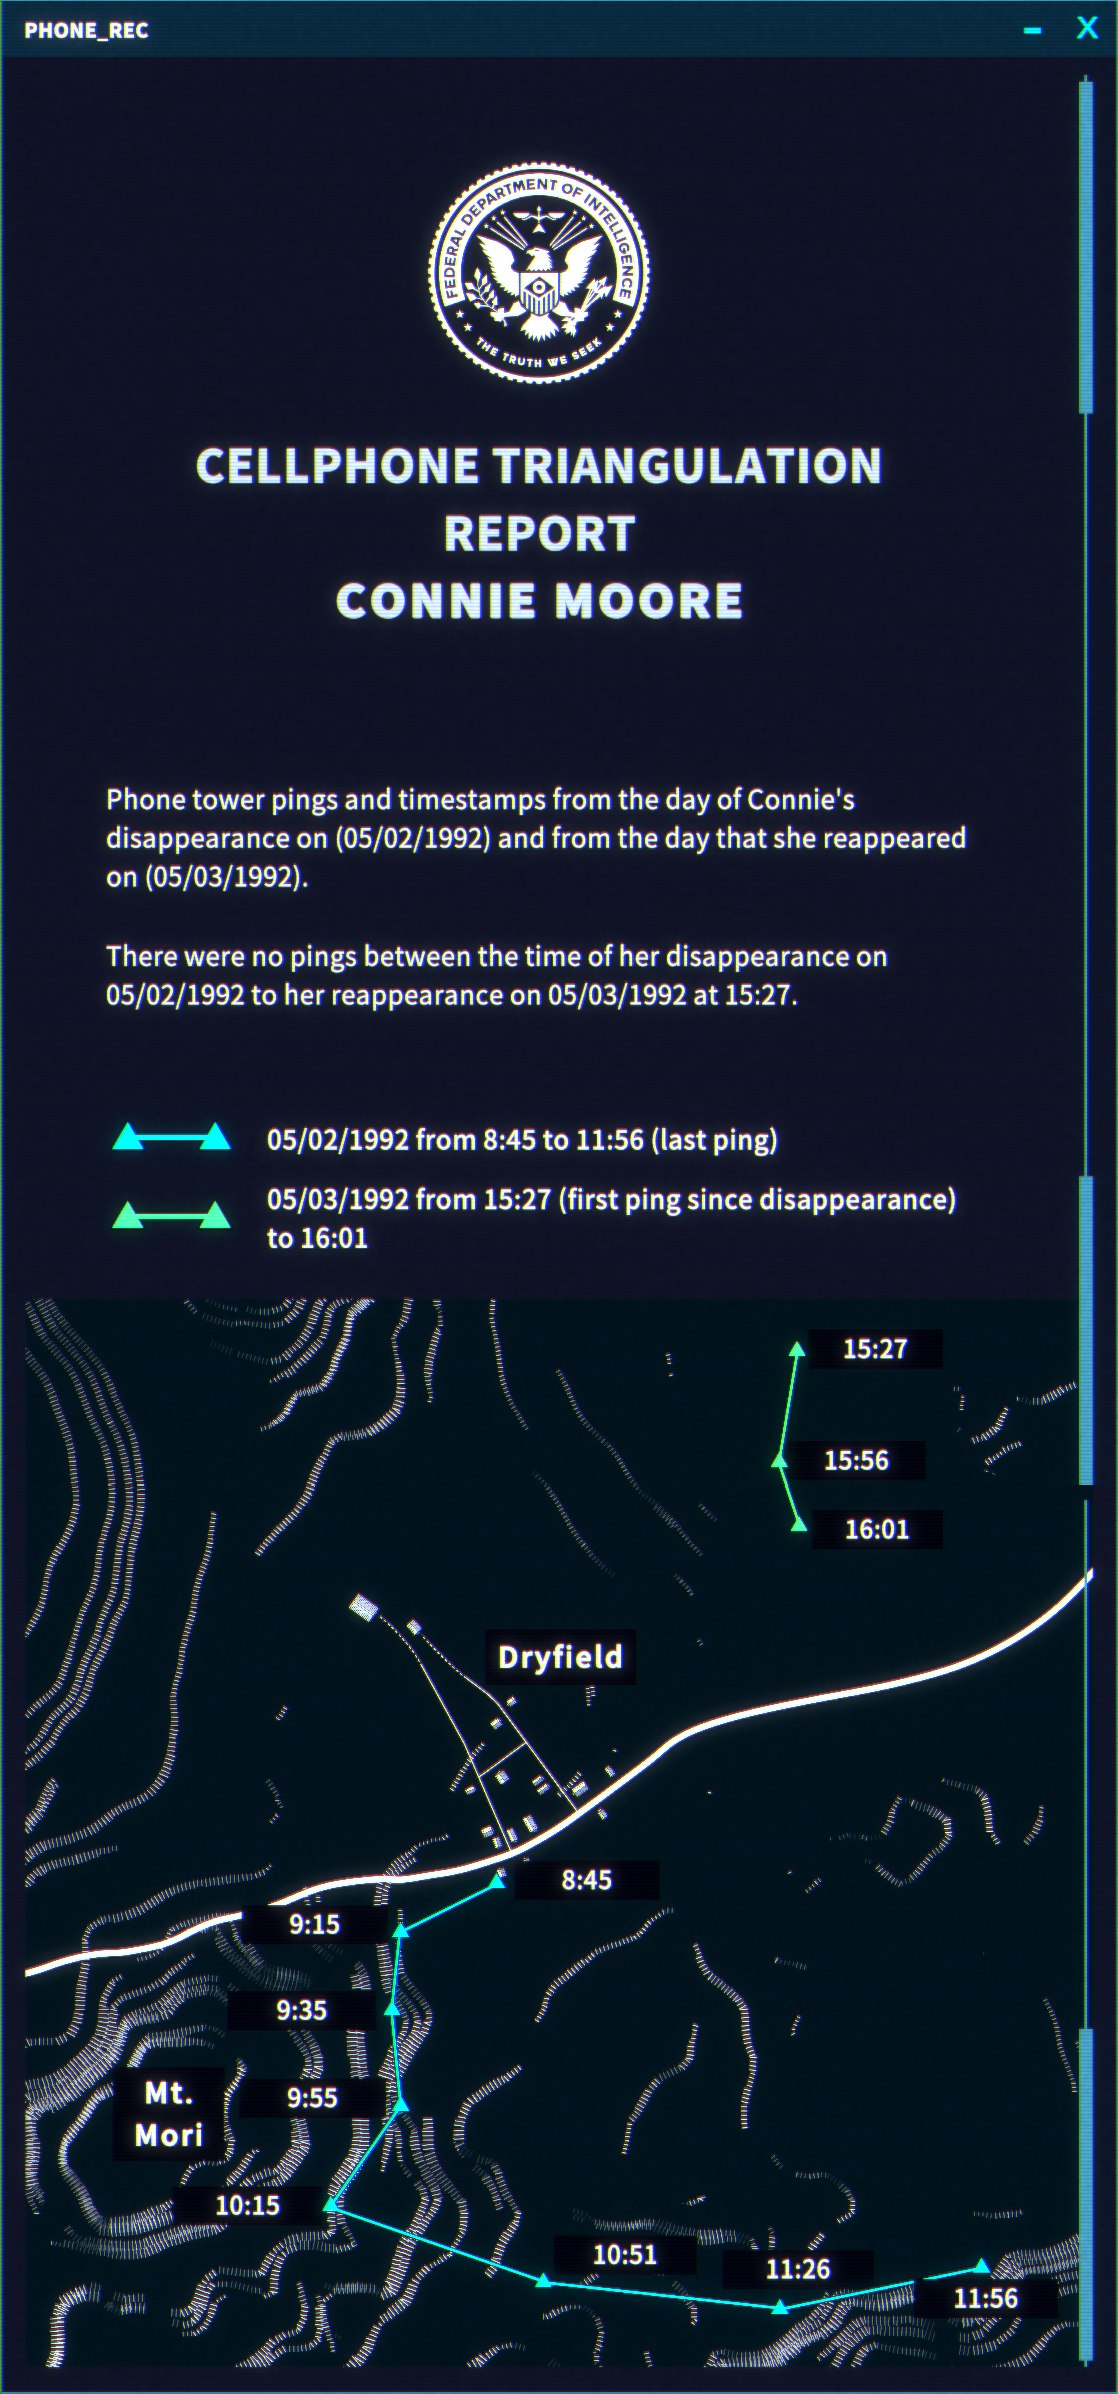 PHONE_REC
– X
FEDERAL DEPARTMENT OF INTELLIGENCE
THE TRUTH WE SEEK
CELLPHONE TRIANGULATION
REPORT
CONNIE MOORE
Phone tower pings and timestamps from the day of Connie's
disappearance on (05/02/1992) and from the day that she reappeared
on (05/03/1992).
There were no pings between the time of her disappearance on
05/02/1992 to her reappearance on 05/03/1992 at 15:27.
05/02/1992 from 8:45 to 11:56 (last ping)
05/03/1992 from 15:27 (first ping since disappearance)
to 16:01
15:27
15:56
16:01
Dryfield
8:45
9:15
9:35
9:55
Mt.
Mori
10:15
10:51
11:26
11:56